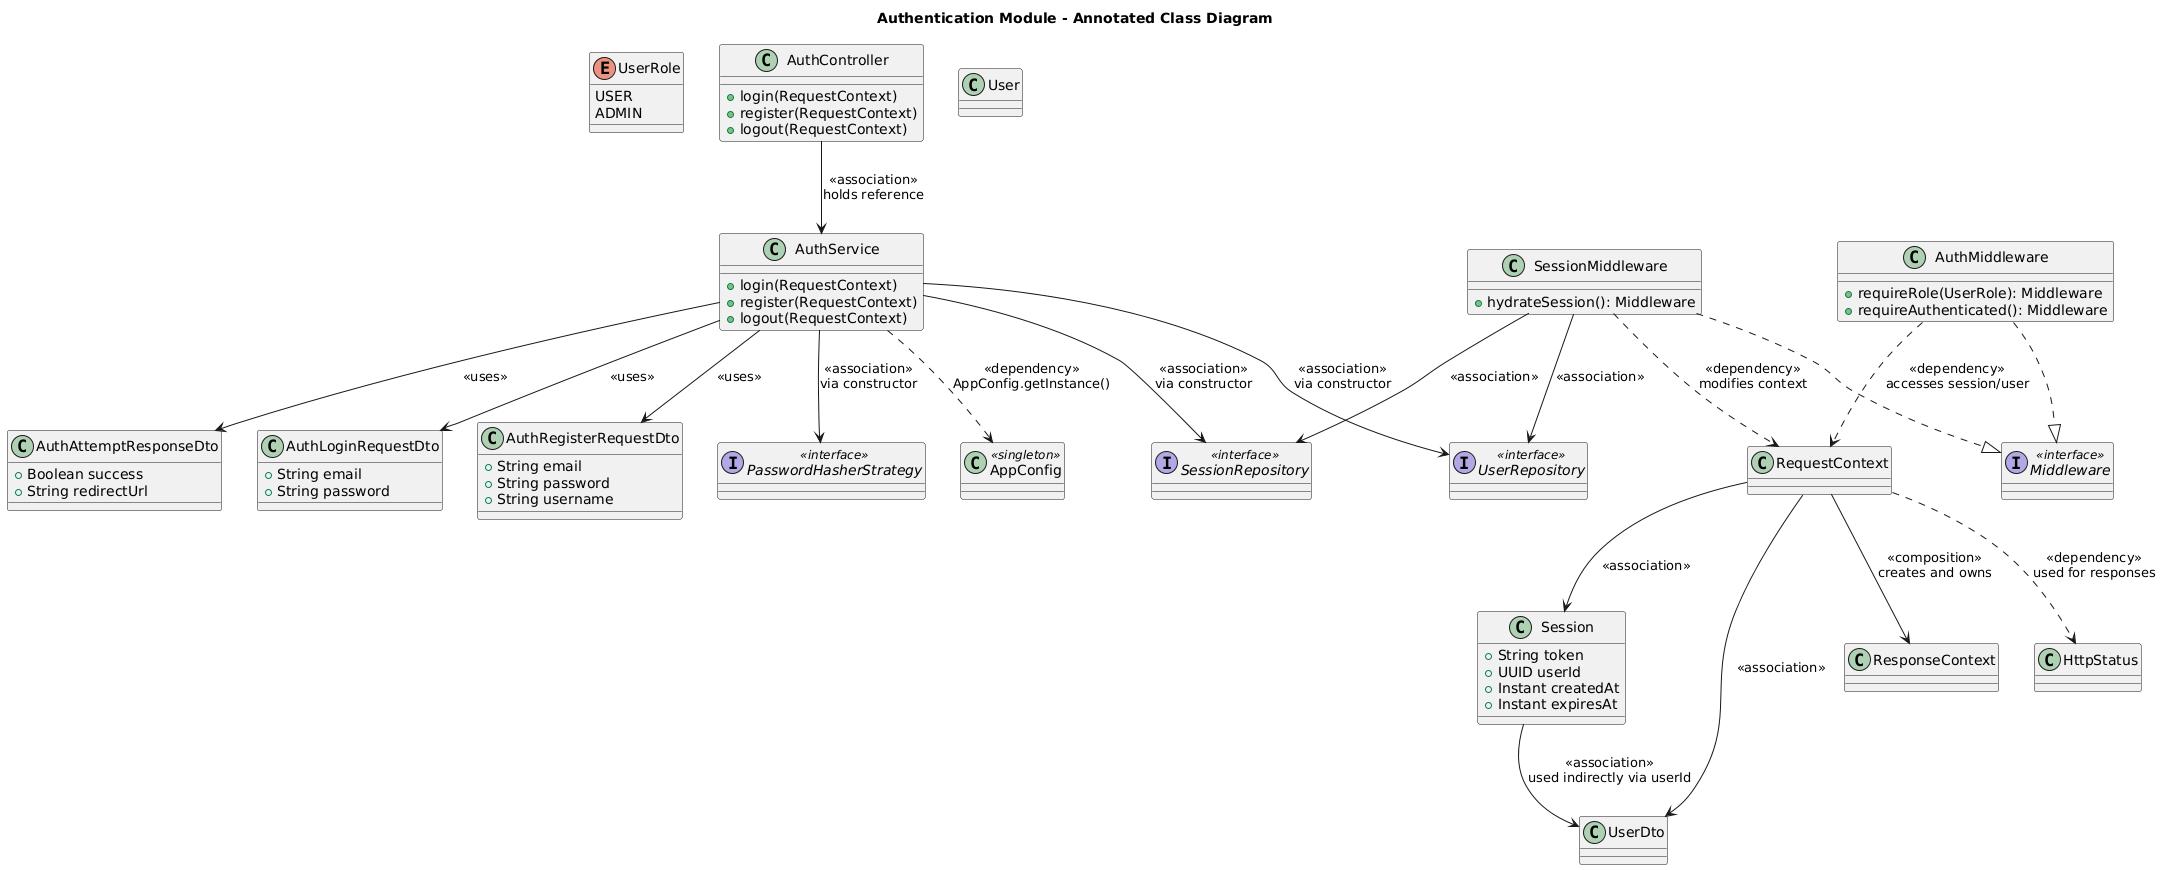 Authentication Module - Annotated Class Diagram
E UserRole
USER
ADMIN
C AuthController
login(RequestContext)
register(RequestContext)
logout(RequestContext)
C User
«association»
holds reference
C AuthService
login(RequestContext)
register(RequestContext)
logout(RequestContext)
C SessionMiddleware
hydrateSession(): Middleware
C AuthMiddleware
requireRole(UserRole): Middleware
requireAuthenticated(): Middleware
«uses»
«uses»
«uses»
«association»
via constructor
«dependency»
AppConfig.getInstance()
«association»
via constructor
«association»
via constructor
«association»
«association»
«dependency»
modifies context
«dependency»
accesses session/user
C AuthAttemptResponseDto
Boolean success
String redirectUrl
C AuthLoginRequestDto
String email
String password
C AuthRegisterRequestDto
String email
String password
String username
I «interface»
PasswordHasherStrategy
C «singleton»
AppConfig
I «interface»
SessionRepository
I «interface»
UserRepository
C RequestContext
I «interface»
Middleware
«association»
«composition»
creates and owns
«dependency»
used for responses
C Session
String token
UUID userId
Instant createdAt
Instant expiresAt
«association»
C ResponseContext
C HttpStatus
«association»
used indirectly via userId
C UserDto